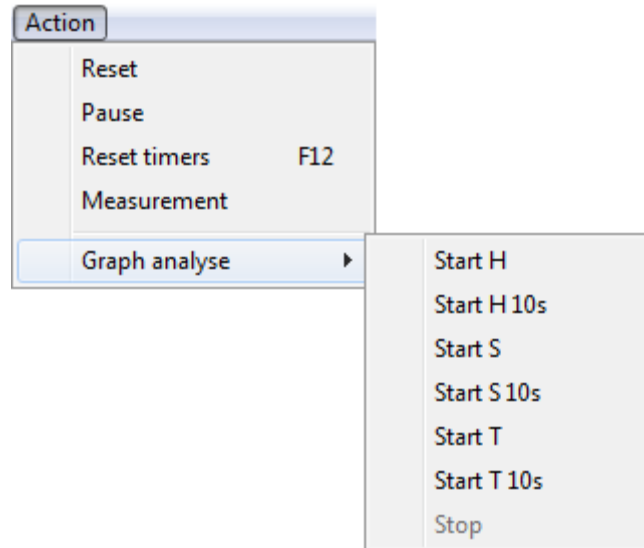 Action
Reset
Pause
Reset timers F12
Measurement
Graph analyse
Start H
Start H 10s
Start S
Start S 10s
Start T
Start T 10s
Stop